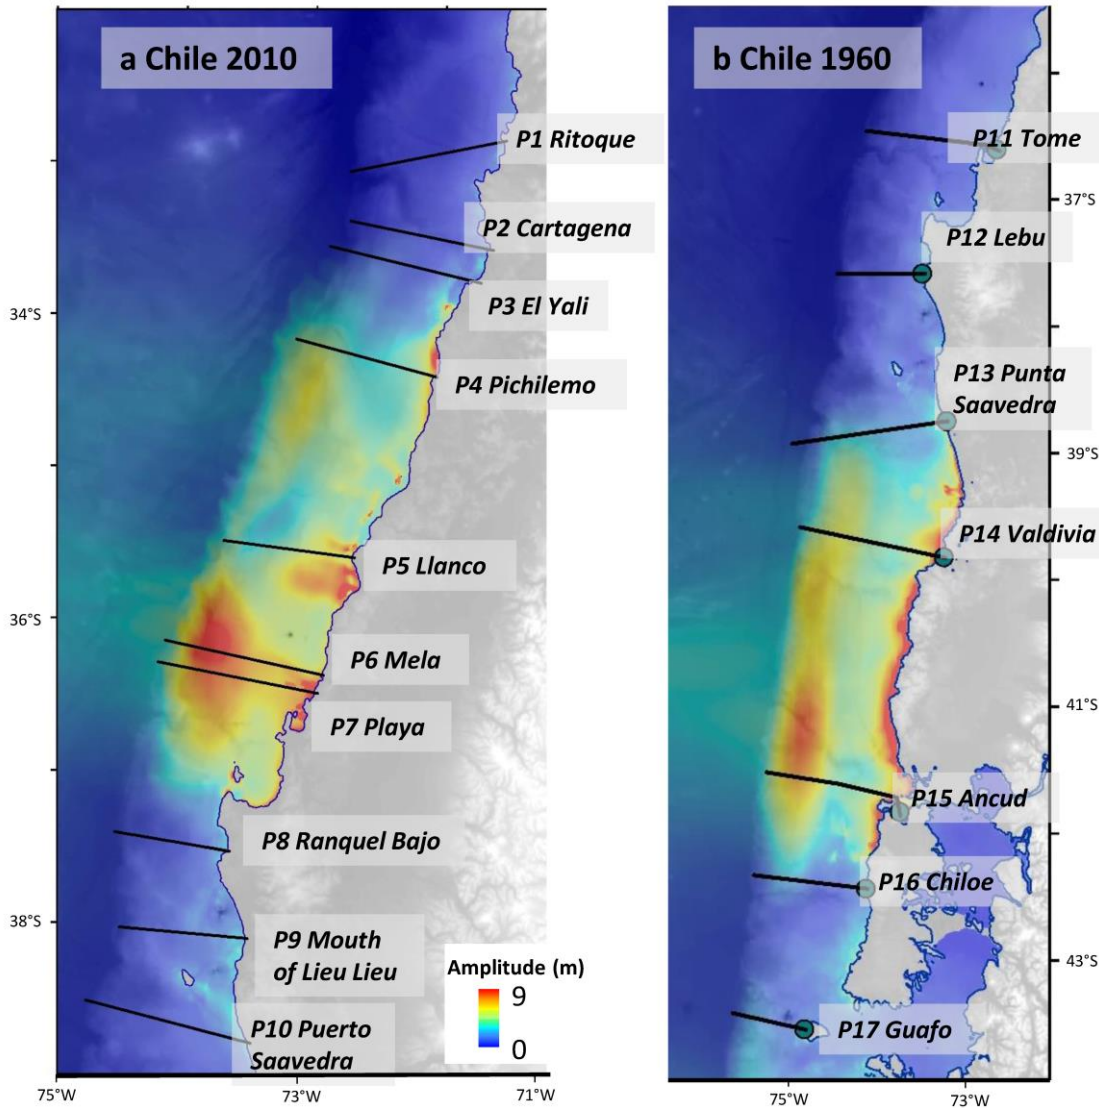 a Chile 2010
P1 Ritoque
P2 Cartagena
P3 El Yali
34°S
P4 Pichilemo
P5 Llanco
36°S
P6 Mela
P7 Playa
P8 Ranquel Bajo
38°S
P9 Mouth
of Lieu Lieu
Amplitude (m)
9
0
P10 Puerto
Saavedra
75°W
73°W
71°W
b Chile 1960
P11 Tome
37°S
P12 Lebu
P13 Punta
Saavedra
39°S
P14 Valdivia
41°S
P15 Ancud
P16 Chiloe
43°S
P17 Guafo
75°W
73°W